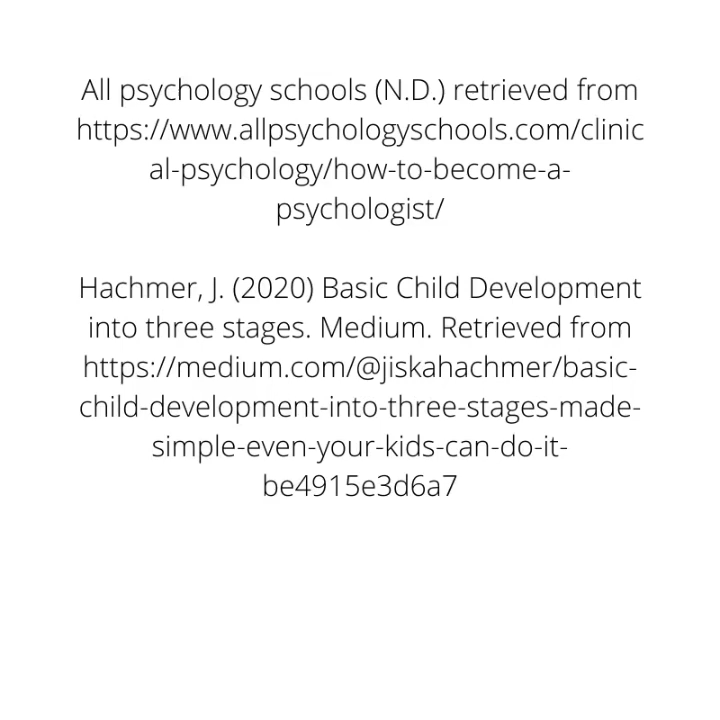 All psychology schools (N.D.) retrieved from
https://www.allpsychologyschools.com/clinic
al-psychology/how-to-become-a-
psychologist/
Hachmer, J. (2020) Basic Child Development
into three stages. Medium. Retrieved from
https://medium.com/@jiskahachmer/basic-
child-development-into-three-stages-made-
simple-even-your-kids-can-do-it-
be4915e3d6a7